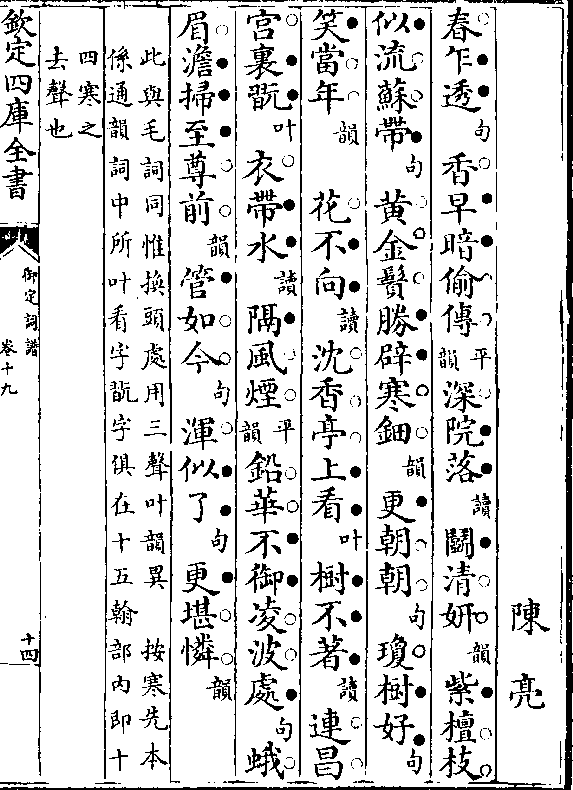 陳亮
春乍透句香早暗偷傳平韻深院落讀鬭清妍韻紫檀枝
似流蘇帶句黃金鬚勝辟寒鈿韻更朝朝句瓊樹好句
笑當年韻花不向讀沈香亭上看叶樹不著讀連昌
宮裏翫叶衣帶水讀隔風煙平韻鉛華不御凌波處句蛾
眉澹掃至尊前韻管如今句渾似了句更堪憐韻
此與毛詞同惟換頭處用三聲叶韻異 按寒先本
係通韻詞中所叶看字翫字俱在十五翰部內即十
四寒之
去聲也
欽定四庫全書
御定詞譜
卷十九
十四